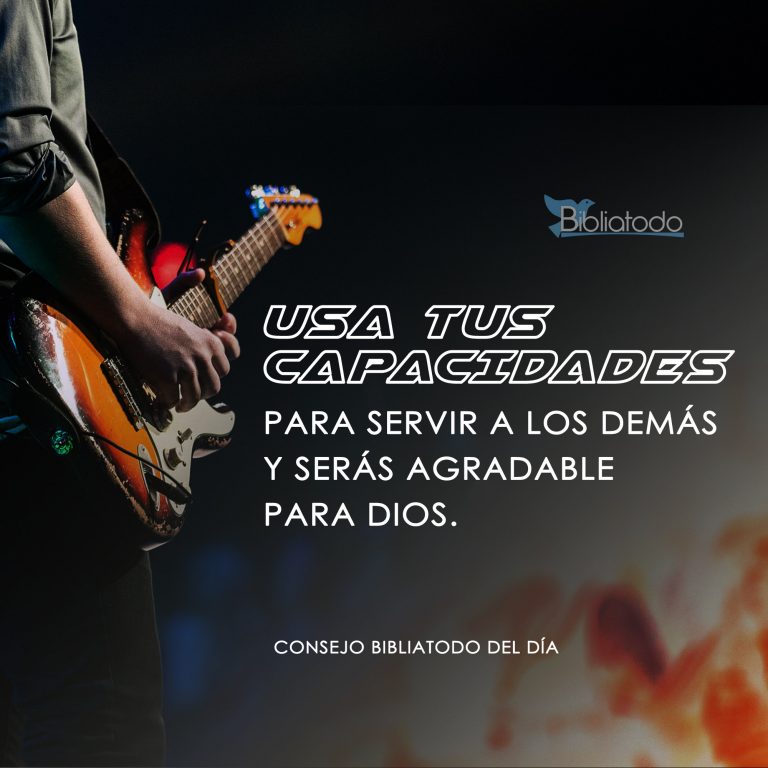 Bibliatodo
USA TUS
CAPACIDADES
PARA SERVIR A LOS DEMÁS
Y SERÁS AGRADABLE
PARA DIOS.
CONSEJO BIBLIATODO DEL DÍA